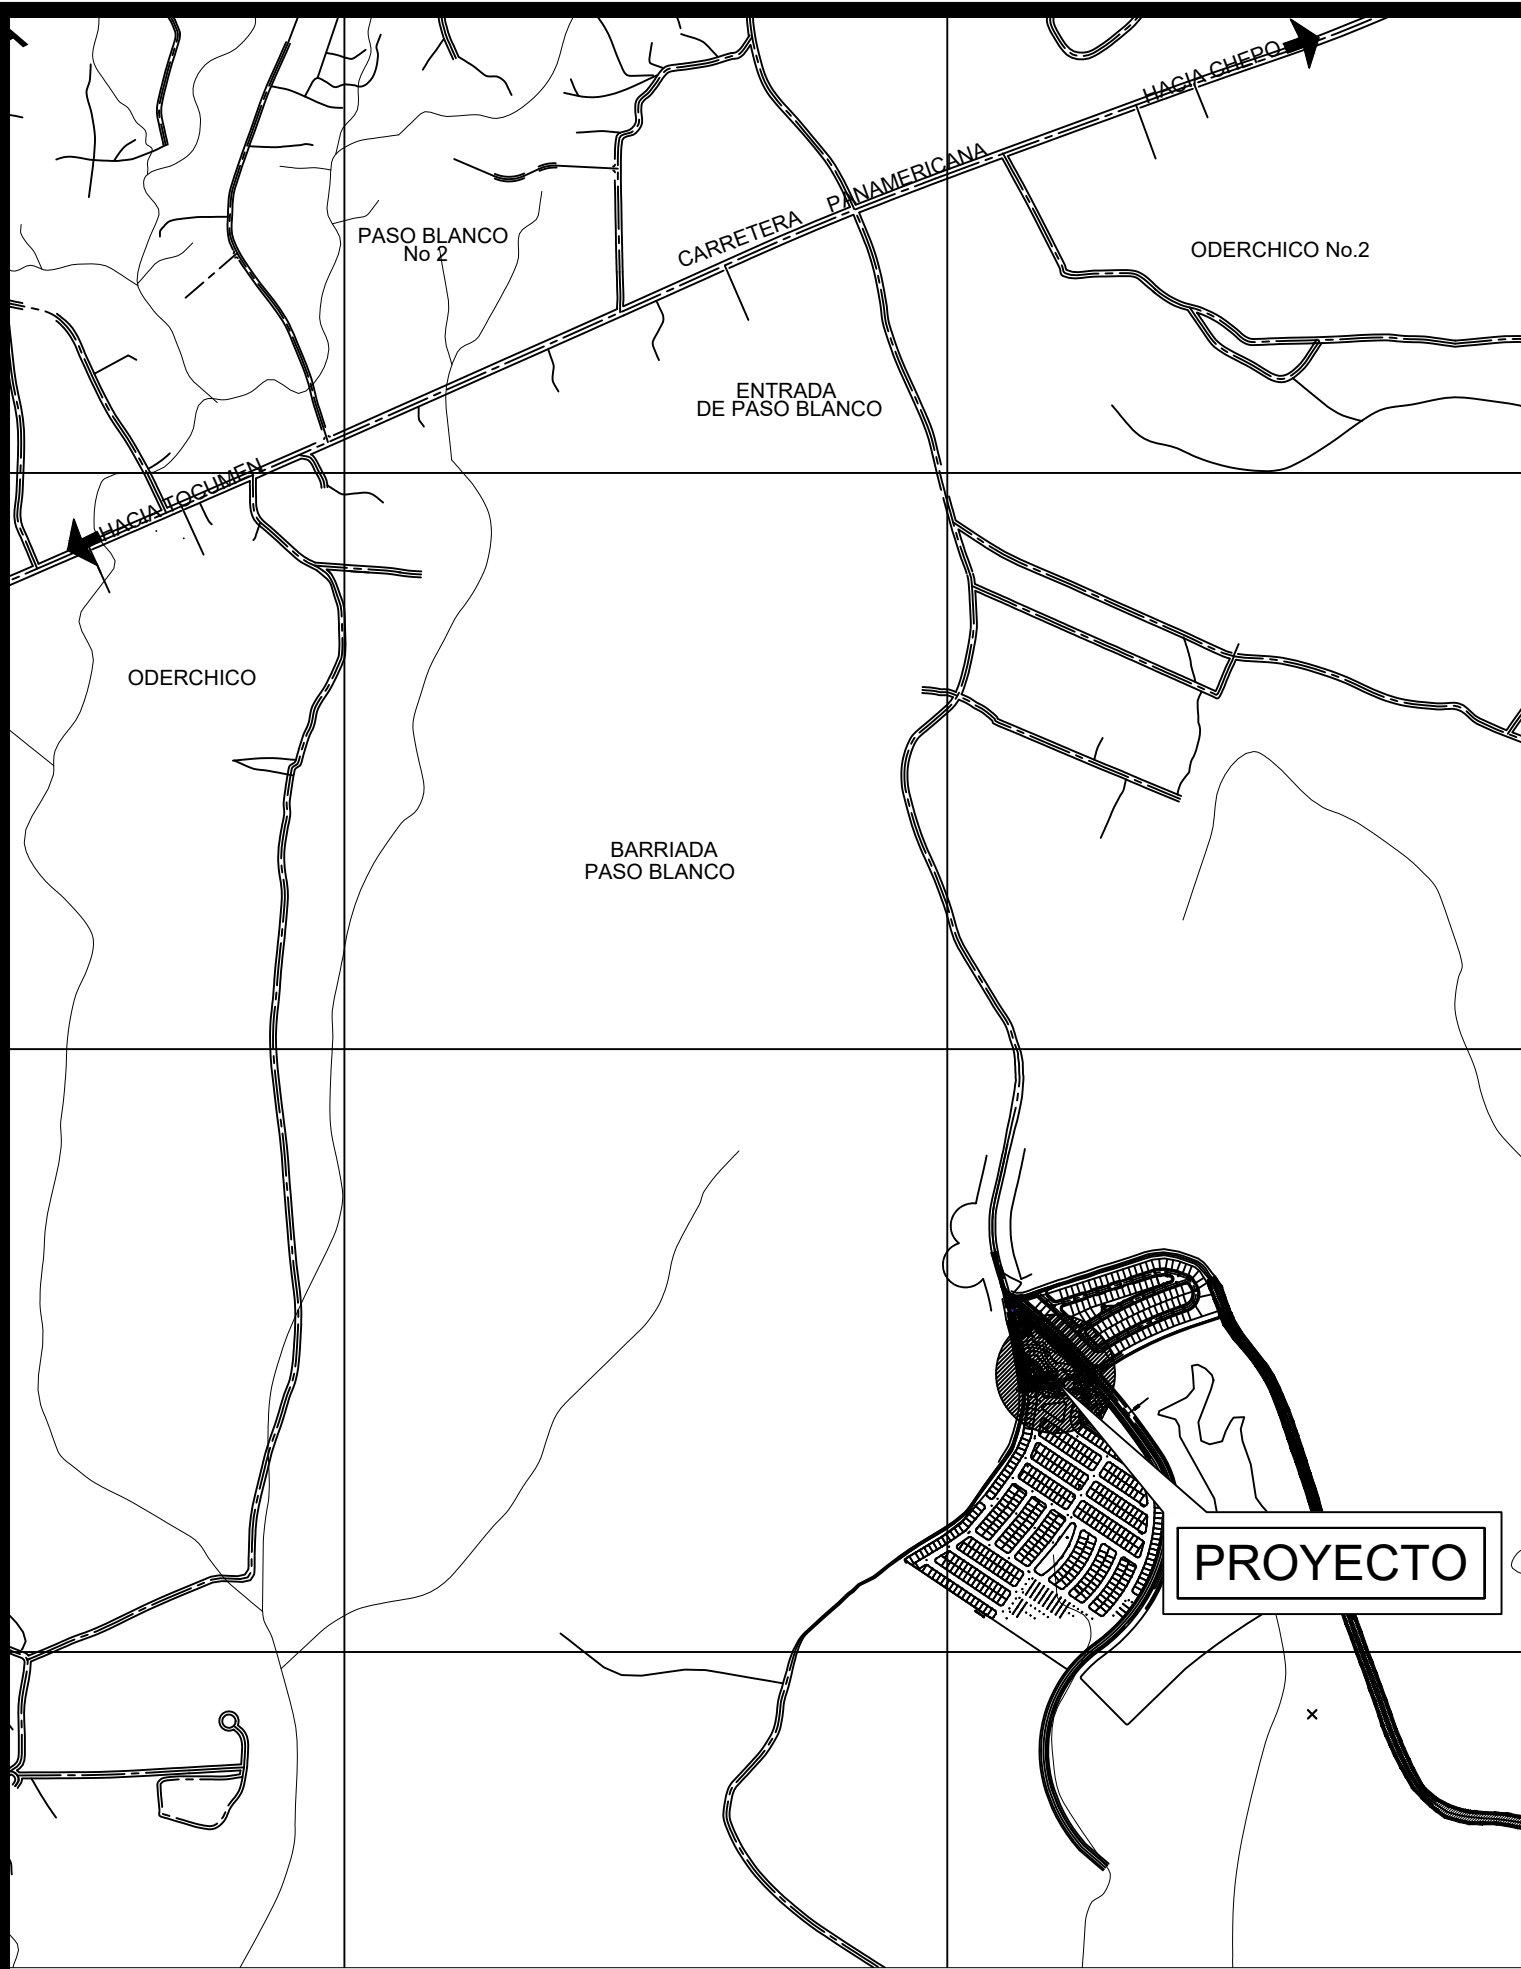 HACIA CHEPO
CARRETERA PANAMERICANA
PASO BLANCO
No 2
ODERCHICO No.2
ENTRADA
DE PASO BLANCO
HACIA TOCUMEN
ODERCHICO
BARRIADA
PASO BLANCO
PROYECTO